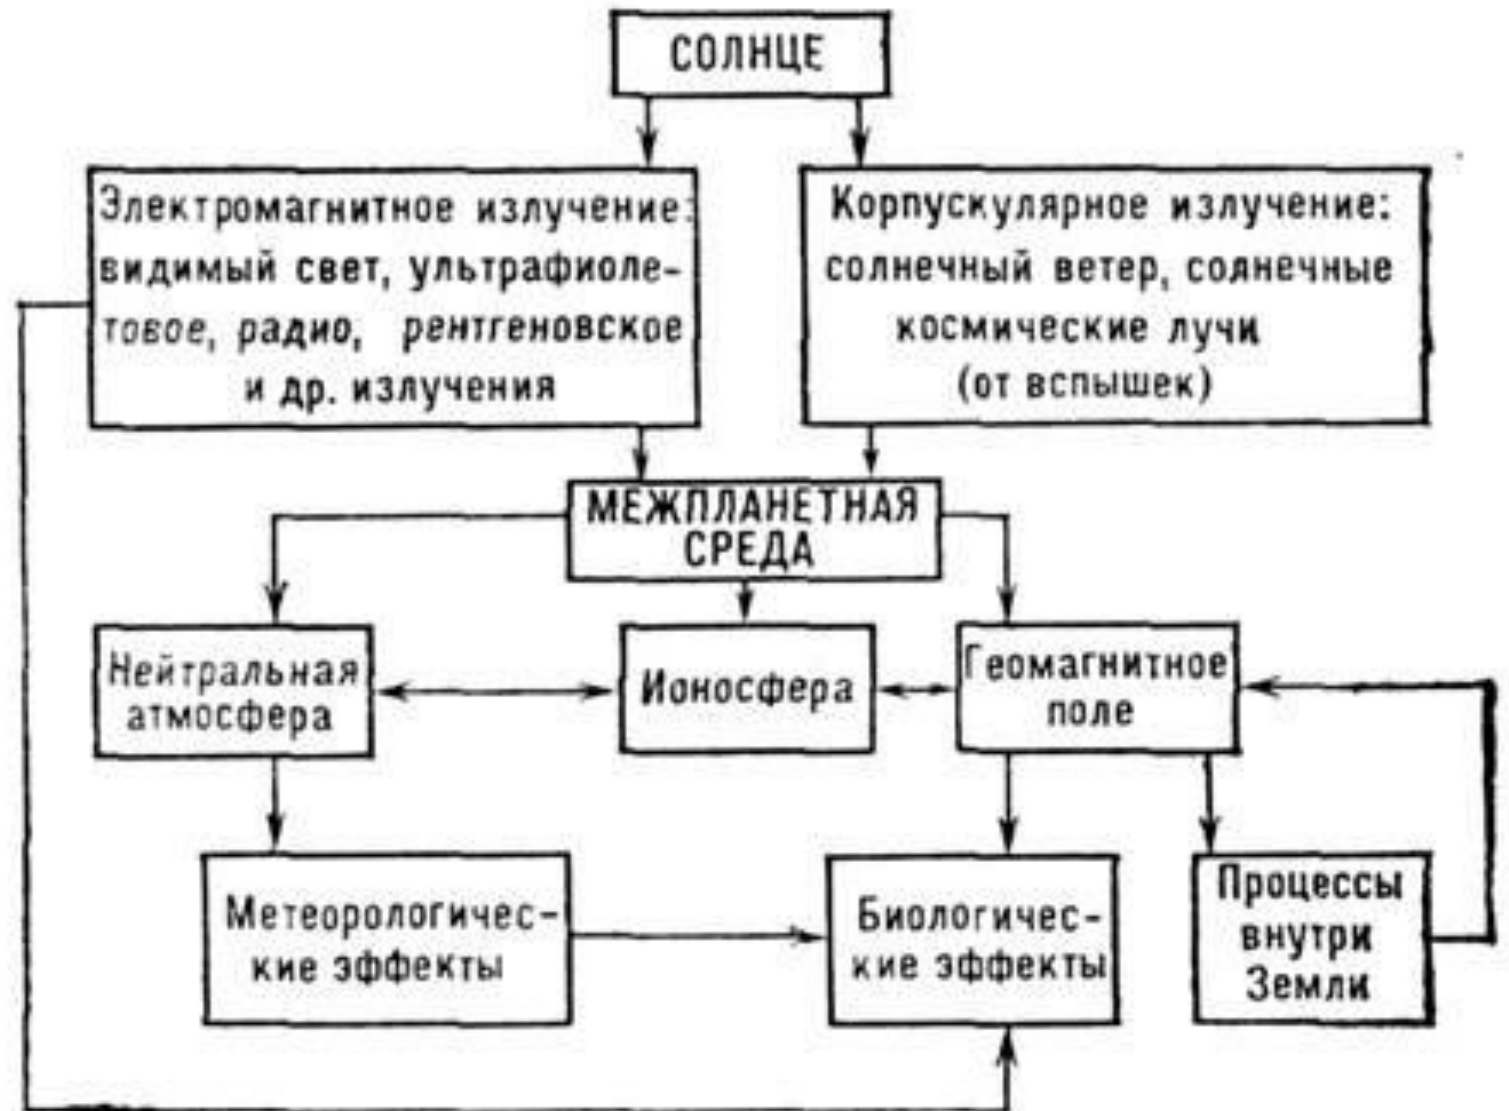 СОЛНЦЕ
Электромагнитное излучение:
видимый свет, ультрафиоле-
товое, радио, рентгеновское
и др. излучения
Корпускулярное излучение:
солнечный ветер, солнечные
космические лучи
(от вспышек)
МЕЖПЛАНЕТНАЯ
СРЕДА
Нейтральная
атмосфера
Ионосфера
Геомагнитное
поле
Метеорологичес-
кие эффекты
Биологичес-
кие эффекты
Процессы
внутри
Земли